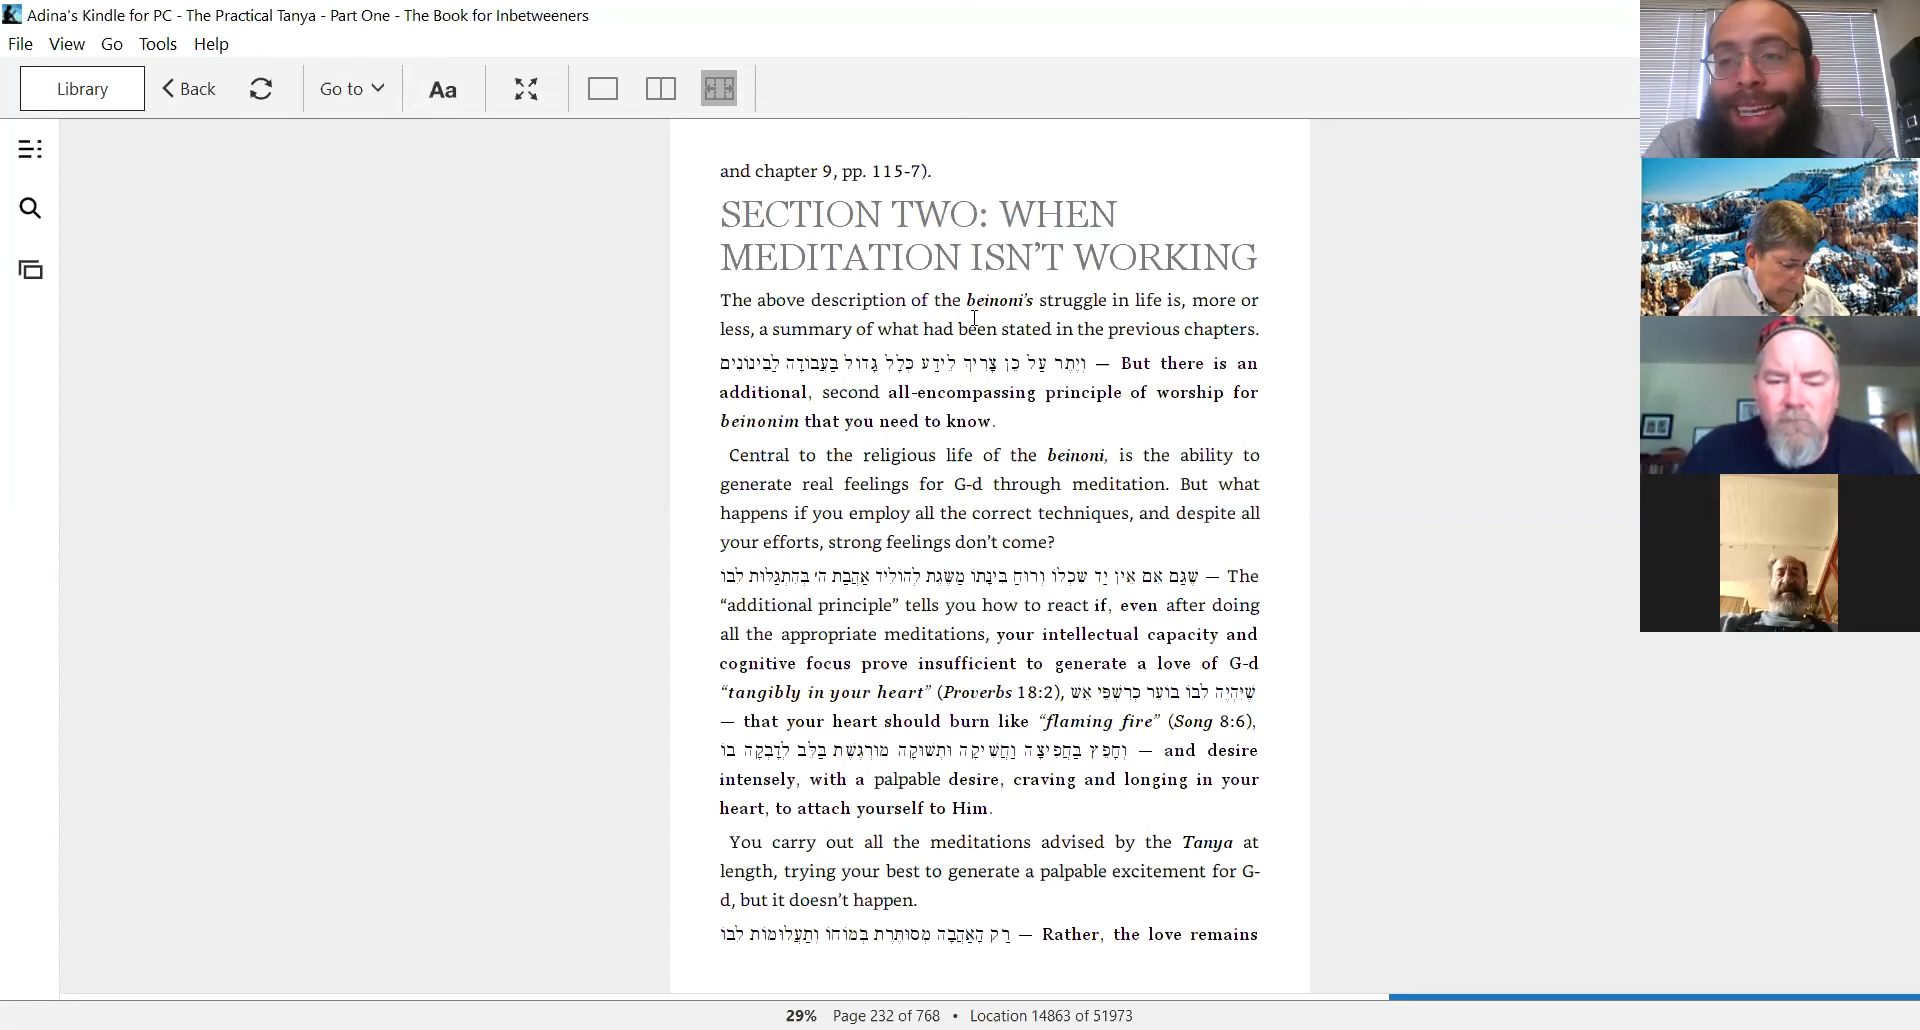 Adina's Kindle for PC - The Practical Tanya - Part One - The Book for Inbetweeners
File View Go Tools Help
Library Back Go to Aa
and chapter 9, pp. 115-7).
SECTION TWO: WHEN
MEDITATION ISN'T WORKING
The above description of the beinoni's struggle in life is, more or
less, a summary of what had been stated in the previous chapters.
וְיֶתֶר עַל כֵּן צָרִיךְ לֵידַע כְּלָל גָּדוֹל בַּעֲבוֹדָה לַבֵּינוֹנִים — But there is an
additional, second all-encompassing principle of worship for
beinonim that you need to know.
Central to the religious life of the beinoni, is the ability to
generate real feelings for G-d through meditation. But what
happens if you employ all the correct techniques, and despite all
your efforts, strong feelings don't come?
שֶׁגַּם אִם אֵין יַד שִׂכְלוֹ וְרוּחַ בִּינָתוֹ מַשֶּׂגֶת לְהוֹלִיד אַהֲבַת ה' בְּהִתְגַּלּוּת לִבּוֹ — The
“additional principle” tells you how to react if, even after doing
all the appropriate meditations, your intellectual capacity and
cognitive focus prove insufficient to generate a love of G-d
“tangibly in your heart” (Proverbs 18:2), שֶׁיִּהְיֶה לִבּוֹ בּוֹעֵר כְּרִשְׁפֵּי אֵשׁ
— that your heart should burn like “flaming fire” (Song 8:6),
וְחָפֵץ בַּחֲפִיצָה וַחֲשִׁיקָה וּתְשׁוּקָה מוּרְגֶּשֶׁת בַּלֵּב לְדָבְקָה בוֹ — and desire
intensely, with a palpable desire, craving and longing in your
heart, to attach yourself to Him.
You carry out all the meditations advised by the Tanya at
length, trying your best to generate a palpable excitement for G-
d, but it doesn't happen.
רַק הָאַהֲבָה מְסוּתֶּרֶת בְּמוֹחוֹ וְתַעֲלוּמוֹת לִבּוֹ — Rather, the love remains
29% Page 232 of 768 • Location 14863 of 51973